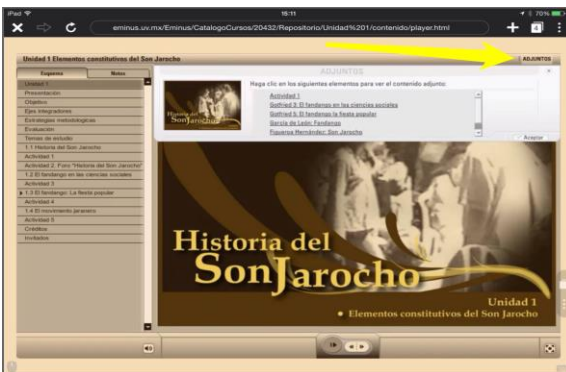 iPad
15:11
70%
eminus.uv.mx/Eminus/CatalogoCursos/20432/Repositorio/Unidad%201/contenido/player.html
4
Unidad 1 Elementos constitutivos del Son Jarocho
ADJUNTOS
Esquema
Notas
Unidad 1
Presentación
Objetivo
Ejes integradores
Estrategias metodológicas
Evaluación
Temas de estudio
1.1 Historia del Son Jarocho
Actividad 1
Actividad 2. Foro "Historia del Son Jarocho"
1.2 El fandango en las ciencias sociales
Actividad 3
1.3 El fandango. La fiesta popular
Actividad 4
1.4 El movimiento jaranero
Actividad 5
Créditos
Invitados
ADJUNTOS
Haga clic en los siguientes elementos para ver el contenido adjunto:
Actividad 1
Gotfried 3: El fandango en las ciencias sociales
Gotfried 5: El fandango la fiesta popular
García de León: Fandango
Figueroa Hernández: Son Jarocho
Aceptar
Historia del
Son Jarocho
Historia del
Son Jarocho
Unidad 1
• Elementos constitutivos del Son Jarocho